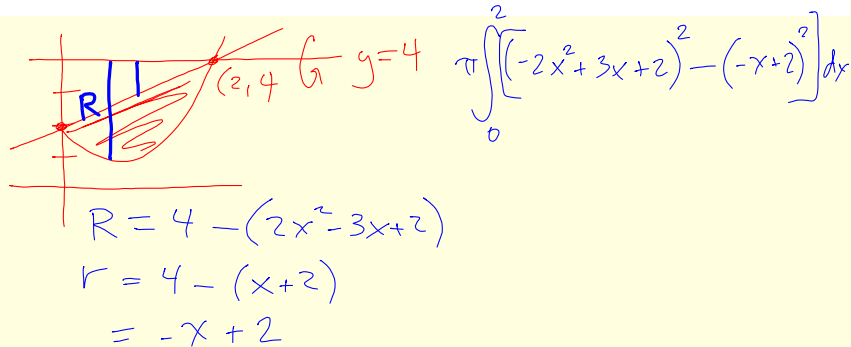 R
(2, 4
y = 4
π∫₀² [(-2x² + 3x + 2)² - (-x + 2)²] dx
R = 4 - (2x² - 3x + 2)
r = 4 - (x + 2)
= -x + 2